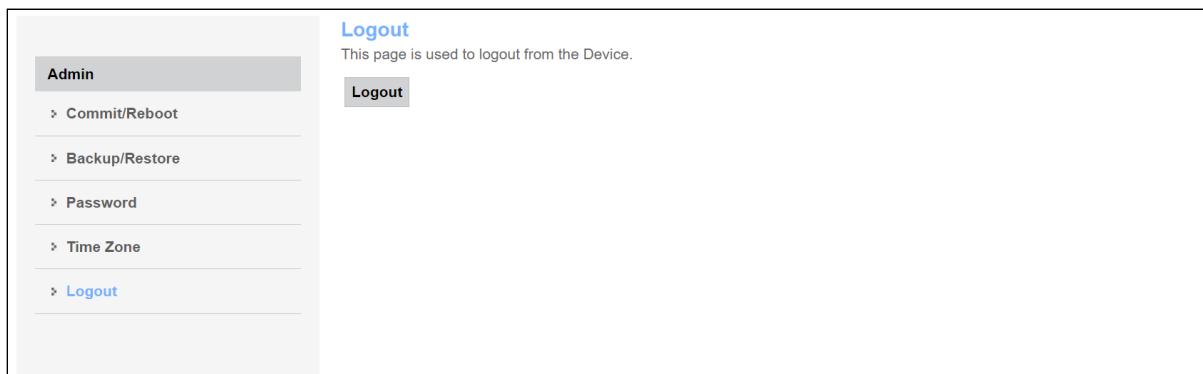 Admin
Commit/Reboot
Backup/Restore
Password
Time Zone
Logout
Logout
This page is used to logout from the Device.
Logout